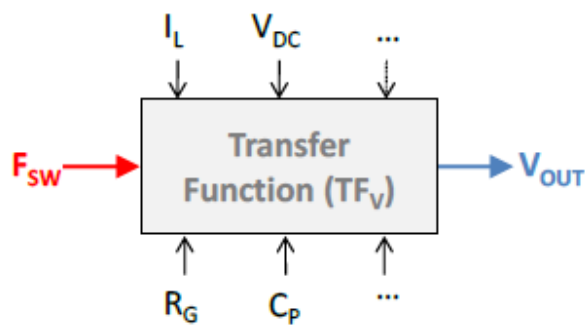 I_L V_DC ...
Transfer
F_SW Function (TF_V) V_OUT
R_G C_P ...